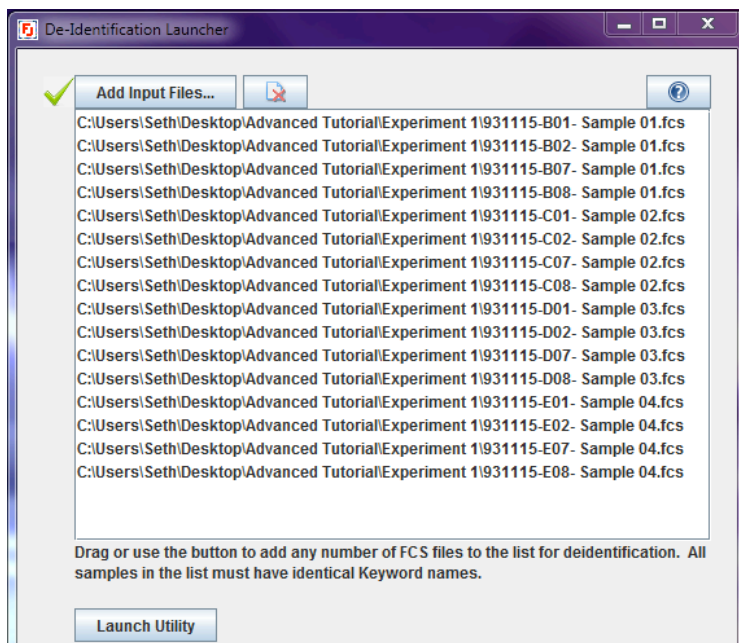 De-Identification Launcher
Add Input Files...
C:\Users\Seth\Desktop\Advanced Tutorial\Experiment 1\931115-B01- Sample 01.fcs
C:\Users\Seth\Desktop\Advanced Tutorial\Experiment 1\931115-B02- Sample 01.fcs
C:\Users\Seth\Desktop\Advanced Tutorial\Experiment 1\931115-B07- Sample 01.fcs
C:\Users\Seth\Desktop\Advanced Tutorial\Experiment 1\931115-B08- Sample 01.fcs
C:\Users\Seth\Desktop\Advanced Tutorial\Experiment 1\931115-C01- Sample 02.fcs
C:\Users\Seth\Desktop\Advanced Tutorial\Experiment 1\931115-C02- Sample 02.fcs
C:\Users\Seth\Desktop\Advanced Tutorial\Experiment 1\931115-C07- Sample 02.fcs
C:\Users\Seth\Desktop\Advanced Tutorial\Experiment 1\931115-C08- Sample 02.fcs
C:\Users\Seth\Desktop\Advanced Tutorial\Experiment 1\931115-D01- Sample 03.fcs
C:\Users\Seth\Desktop\Advanced Tutorial\Experiment 1\931115-D02- Sample 03.fcs
C:\Users\Seth\Desktop\Advanced Tutorial\Experiment 1\931115-D07- Sample 03.fcs
C:\Users\Seth\Desktop\Advanced Tutorial\Experiment 1\931115-D08- Sample 03.fcs
C:\Users\Seth\Desktop\Advanced Tutorial\Experiment 1\931115-E01- Sample 04.fcs
C:\Users\Seth\Desktop\Advanced Tutorial\Experiment 1\931115-E02- Sample 04.fcs
C:\Users\Seth\Desktop\Advanced Tutorial\Experiment 1\931115-E07- Sample 04.fcs
C:\Users\Seth\Desktop\Advanced Tutorial\Experiment 1\931115-E08- Sample 04.fcs
Drag or use the button to add any number of FCS files to the list for deidentification. All
samples in the list must have identical Keyword names.
Launch Utility